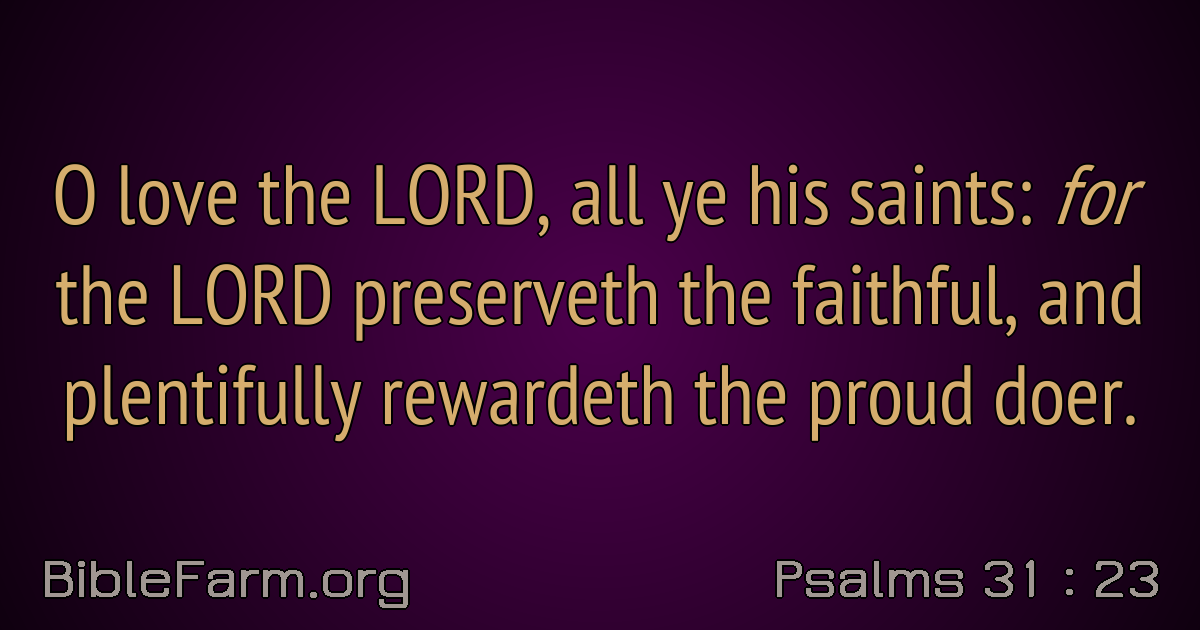 O love the LORD, all ye his saints: for
the LORD preserveth the faithful, and
plentifully rewardeth the proud doer.
BibleFarm.org
Psalms 31 : 23